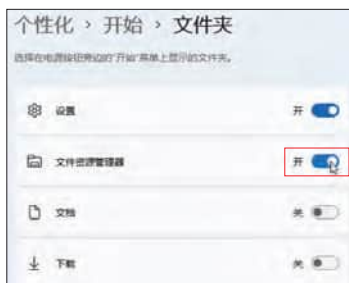 个性化 › 开始 › 文件夹
选择在电源按钮旁边的"开始"菜单上显示的文件夹。
设置 开
文件资源管理器 开
文档 关
下载 关